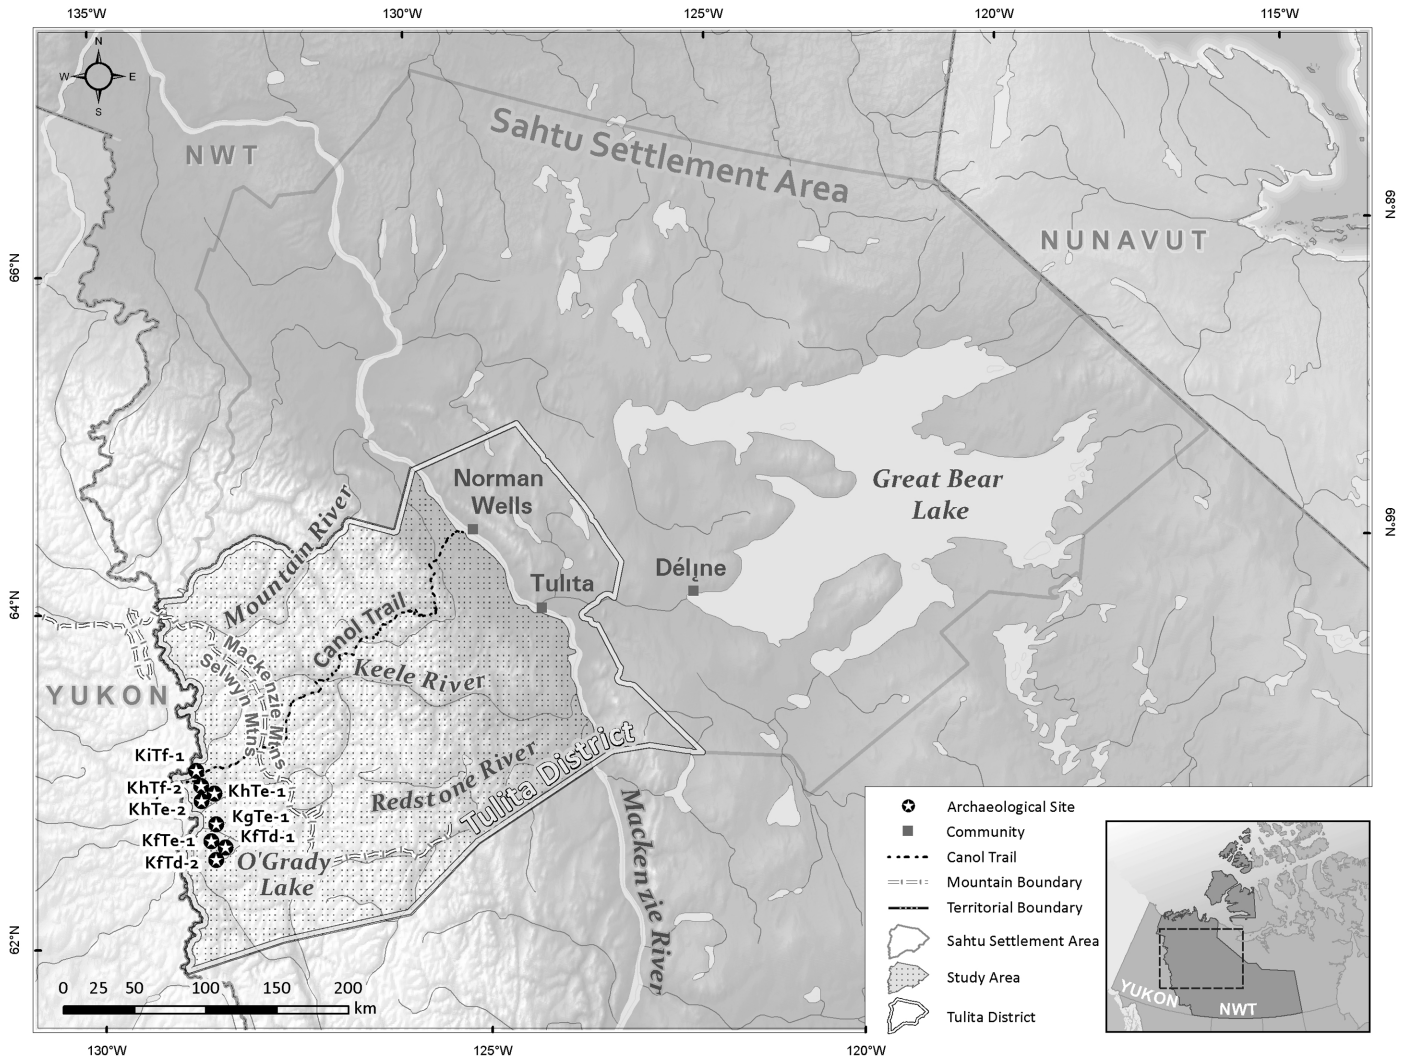 135°W
130°W
125°W
120°W
115°W
N
W
E
S
NWT
Sahtu Settlement Area
68°N
NUNAVUT
66°N
Norman
Wells
Great Bear
Lake
66°N
Mountain River
Tulıta
Délı̨ne
64°N
Canol Trail
Mackenzie Mtns
Selwyn Mtns
Keele River
YUKON
KiTf-1
KhTf-2
KhTe-1
KhTe-2
KgTe-1
KfTe-1
KfTd-1
KfTd-2
O'Grady
Lake
Redstone River
Tulita District
Mackenzie River
62°N
0 25 50 100 150 200
km
Archaeological Site
Community
Canol Trail
Mountain Boundary
Territorial Boundary
Sahtu Settlement Area
Study Area
Tulita District
YUKON
NWT
130°W
125°W
120°W